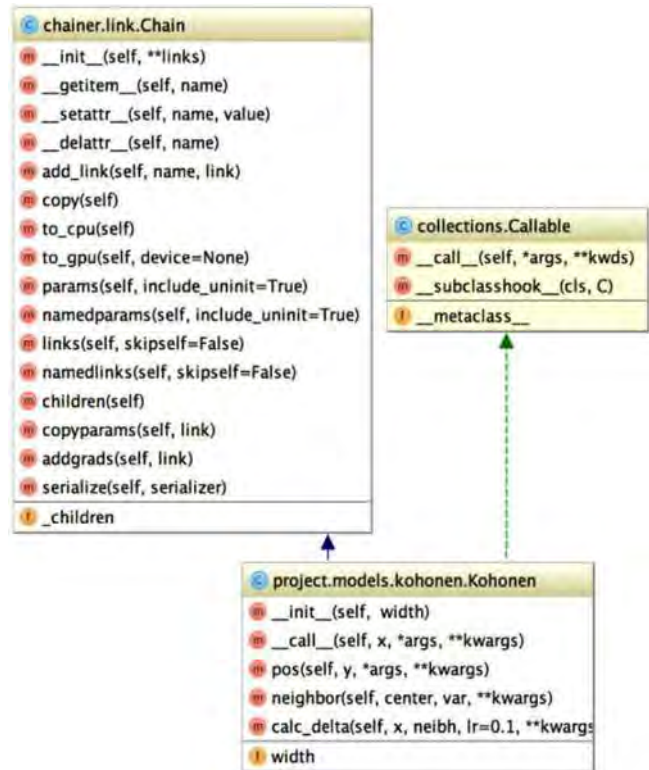 chainer.link.Chain
__init__(self, **links)
__getitem__(self, name)
__setattr__(self, name, value)
__delattr__(self, name)
add_link(self, name, link)
copy(self)
to_cpu(self)
to_gpu(self, device=None)
params(self, include_uninit=True)
namedparams(self, include_uninit=True)
links(self, skipself=False)
namedlinks(self, skipself=False)
children(self)
copyparams(self, link)
addgrads(self, link)
serialize(self, serializer)
_children
collections.Callable
__call__(self, *args, **kwds)
__subclasshook__(cls, C)
__metaclass__
project.models.kohonen.Kohonen
__init__(self, width)
__call__(self, x, *args, **kwargs)
pos(self, y, *args, **kwargs)
neighbor(self, center, var, **kwargs)
calc_delta(self, x, neibh, lr=0.1, **kwargs
width